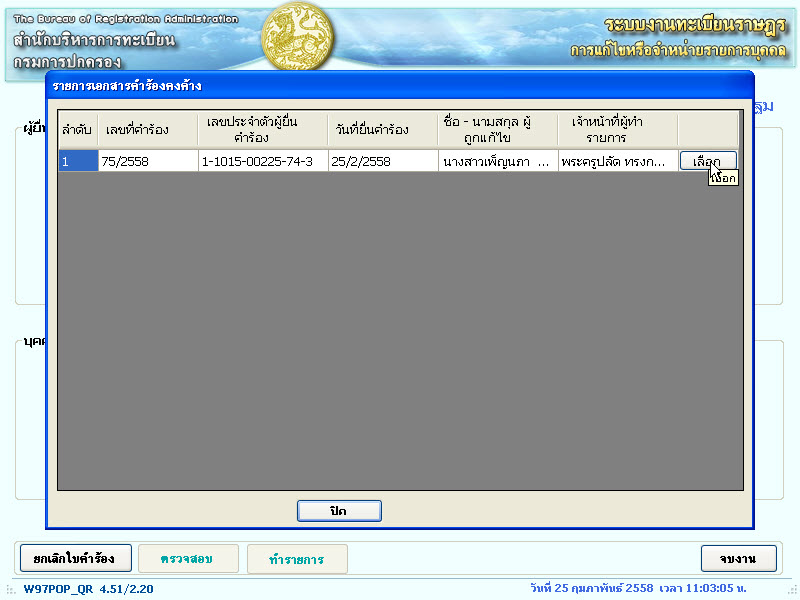 The Bureau of Registration Administration
สำนักบริหารการทะเบียน
กรมการปกครอง
ระบบงานทะเบียนราษฎร
การแก้ไขหรือจำหน่ายรายการบุคคล
รายการเอกสารคำร้องคงค้าง
ลำดับ เลขที่คำร้อง เลขประจำตัวผู้ยื่น วันที่ยื่นคำร้อง ชื่อ - นามสกุล ผู้ เจ้าหน้าที่ผู้ทำ
คำร้อง ถูกแก้ไข รายการ
1 75/2558 1-1015-00225-74-3 25/2/2558 นางสาวเพ็ญนภา ... พระครูปลัด ทรงก... เลือก
เลือก
ปิด
ยกเลิกใบคำร้อง ตรวจสอบ ทำรายการ จบงาน
W97POP_QR 4.51/2.20 วันที่ 25 กุมภาพันธ์ 2558 เวลา 11:03:05 น.